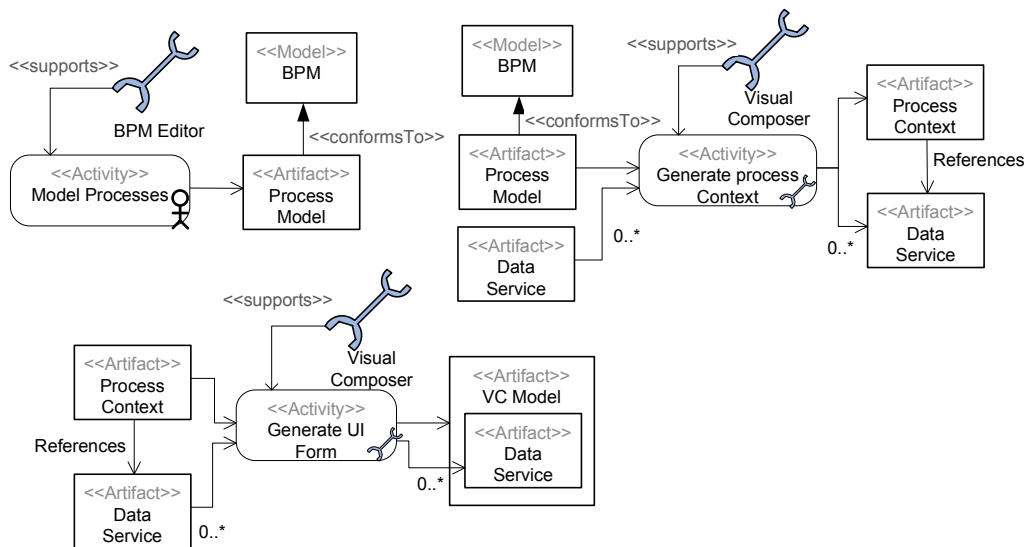 <<supports>>
BPM Editor
<<Activity>>
Model Processes
<<Model>>
BPM
<<conformsTo>>
<<Artifact>>
Process
Model
<<supports>>
Visual
Composer
<<Model>>
BPM
<<conformsTo>>
<<Artifact>>
Process
Model
<<Artifact>>
Data
Service
0..*
<<Activity>>
Generate process
Context
<<Artifact>>
Process
Context
References
0..*
<<Artifact>>
Data
Service
<<supports>>
Visual
Composer
<<Artifact>>
Process
Context
References
<<Artifact>>
Data
Service
0..*
<<Activity>>
Generate UI
Form
0..*
<<Artifact>>
VC Model
<<Artifact>>
Data
Service